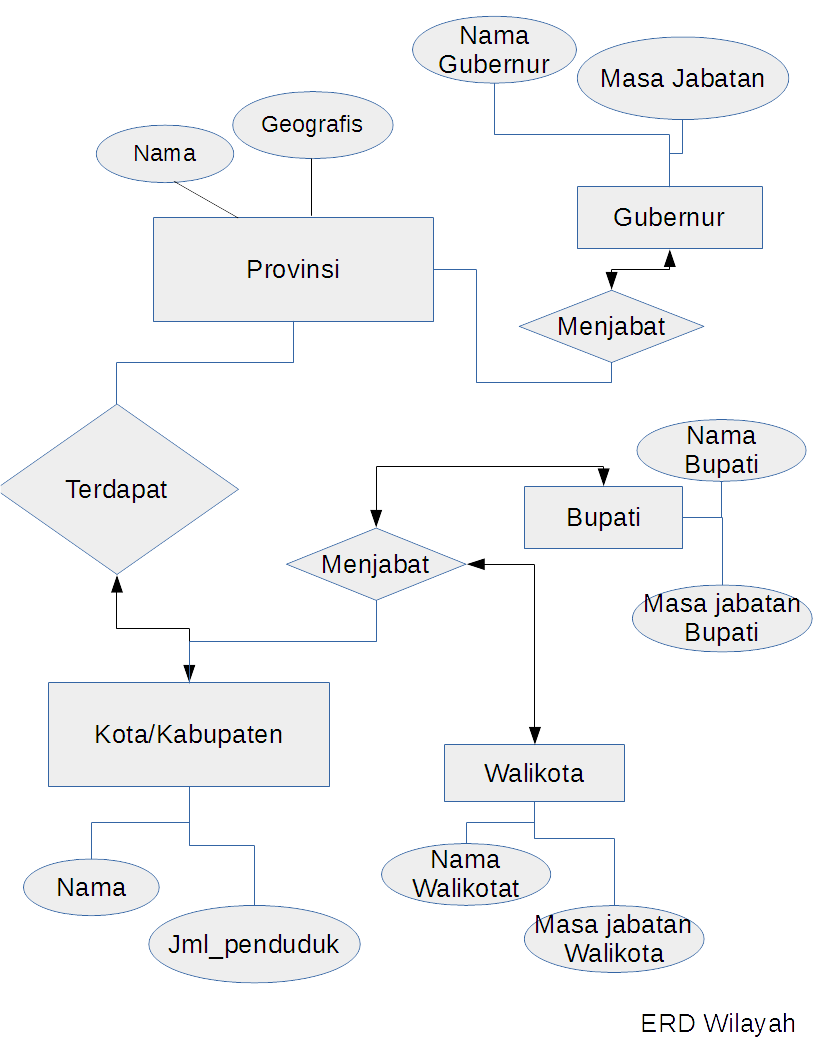 Nama
Gubernur
Masa Jabatan
Geografis
Nama
Gubernur
Provinsi
Menjabat
Nama
Bupati
Terdapat
Bupati
Menjabat
Masa jabatan
Bupati
Kota/Kabupaten
Walikota
Nama
Nama
Walikotat
Jml_penduduk
Masa jabatan
Walikota
ERD Wilayah